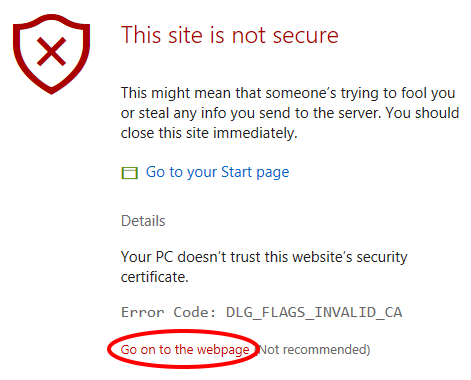 This site is not secure
This might mean that someone’s trying to fool you
or steal any info you send to the server. You should
close this site immediately.
Go to your Start page
Details
Your PC doesn’t trust this website’s security
certificate.
Error Code: DLG_FLAGS_INVALID_CA
Go on to the webpage (Not recommended)